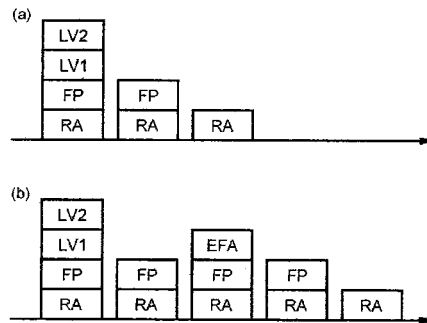 (a)
LV2
LV1
FP FP
RA RA RA
(b)
LV2
LV1 EFA
FP FP FP FP
RA RA RA RA RA